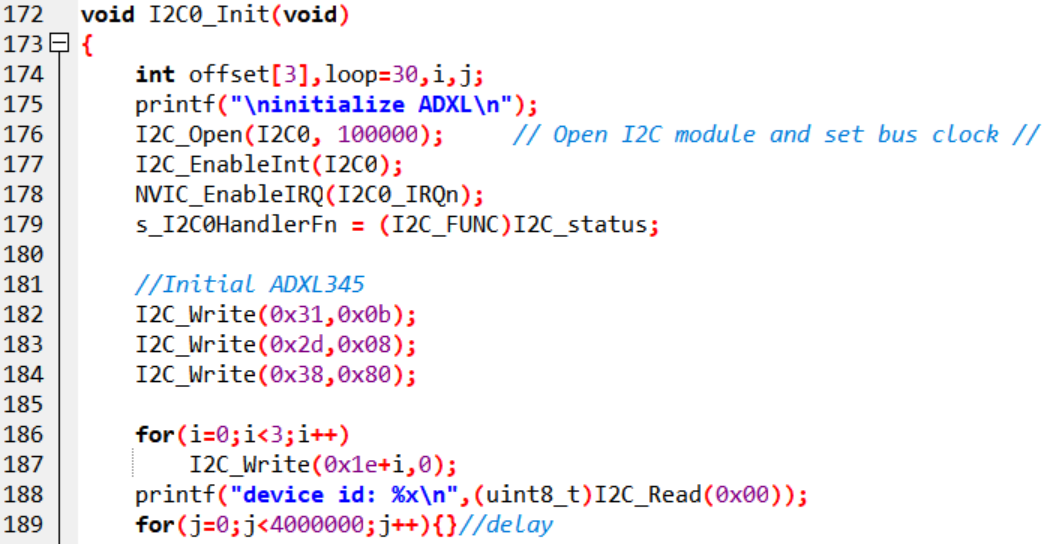 172 void I2C0_Init(void)
173 {
174 int offset[3],loop=30,i,j;
175 printf("\ninitialize ADXL\n");
176 I2C_Open(I2C0, 100000); // Open I2C module and set bus clock //
177 I2C_EnableInt(I2C0);
178 NVIC_EnableIRQ(I2C0_IRQn);
179 s_I2C0HandlerFn = (I2C_FUNC)I2C_status;
180
181 //Initial ADXL345
182 I2C_Write(0x31,0x0b);
183 I2C_Write(0x2d,0x08);
184 I2C_Write(0x38,0x80);
185
186 for(i=0;i<3;i++)
187 I2C_Write(0x1e+i,0);
188 printf("device id: %x\n",(uint8_t)I2C_Read(0x00));
189 for(j=0;j<4000000;j++){}//delay